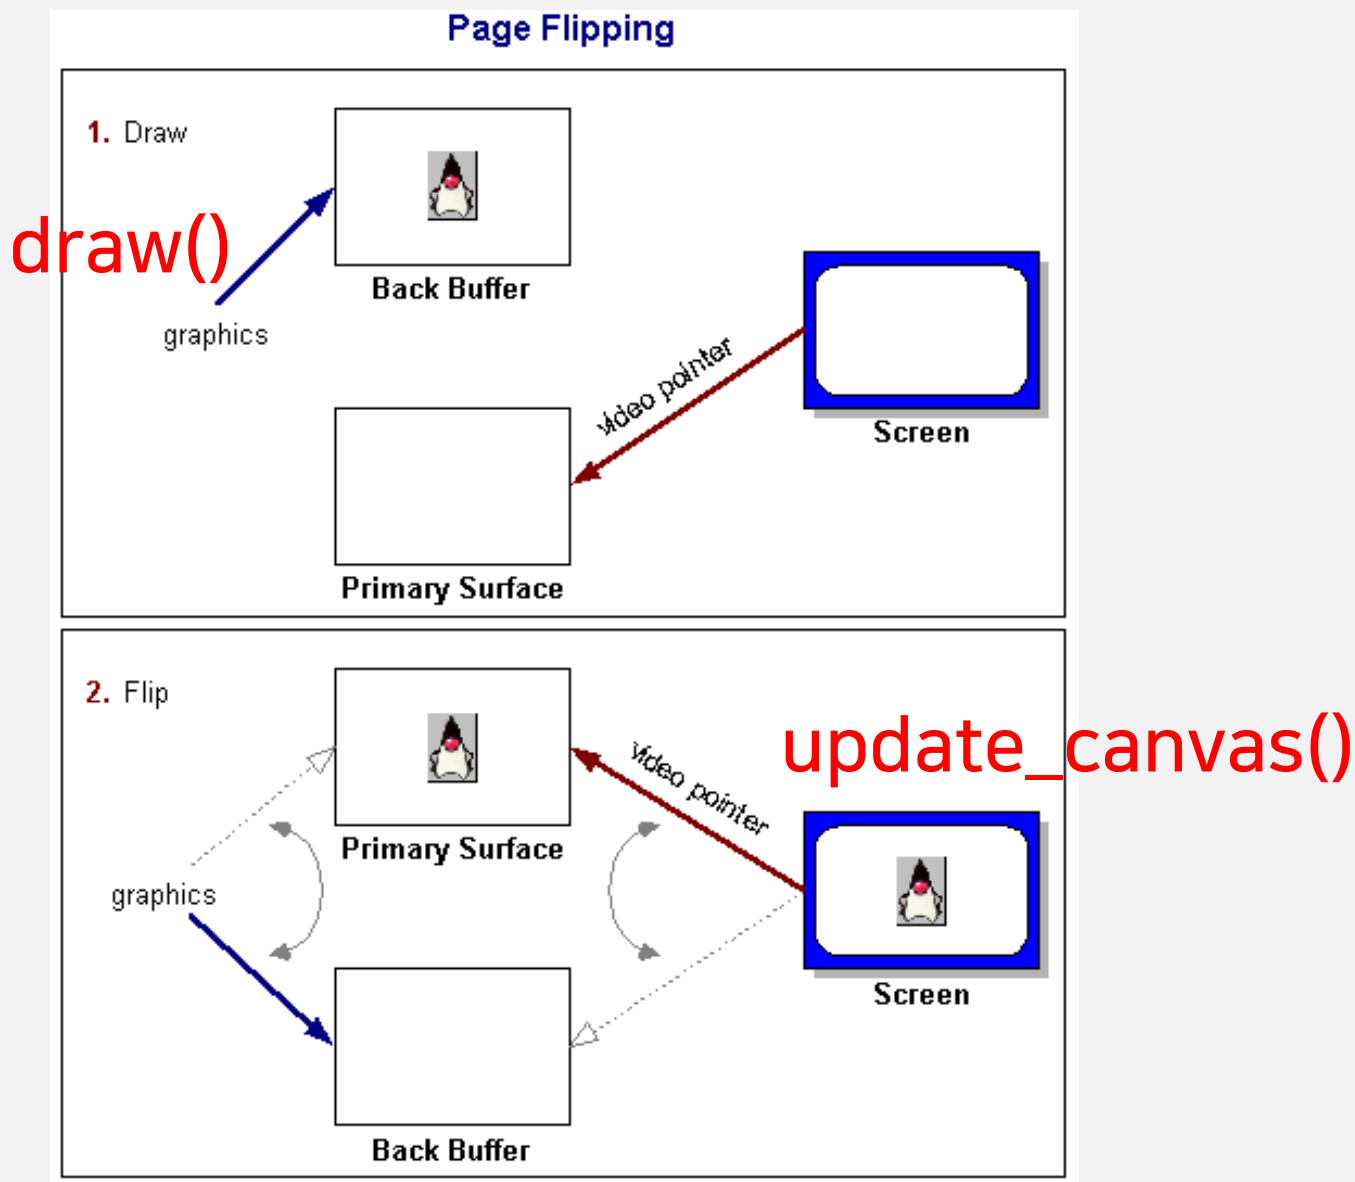 Page Flipping
1. Draw
draw()
graphics
Back Buffer
video pointer
Screen
Primary Surface
2. Flip
update_canvas()
video pointer
Primary Surface
graphics
Screen
Back Buffer